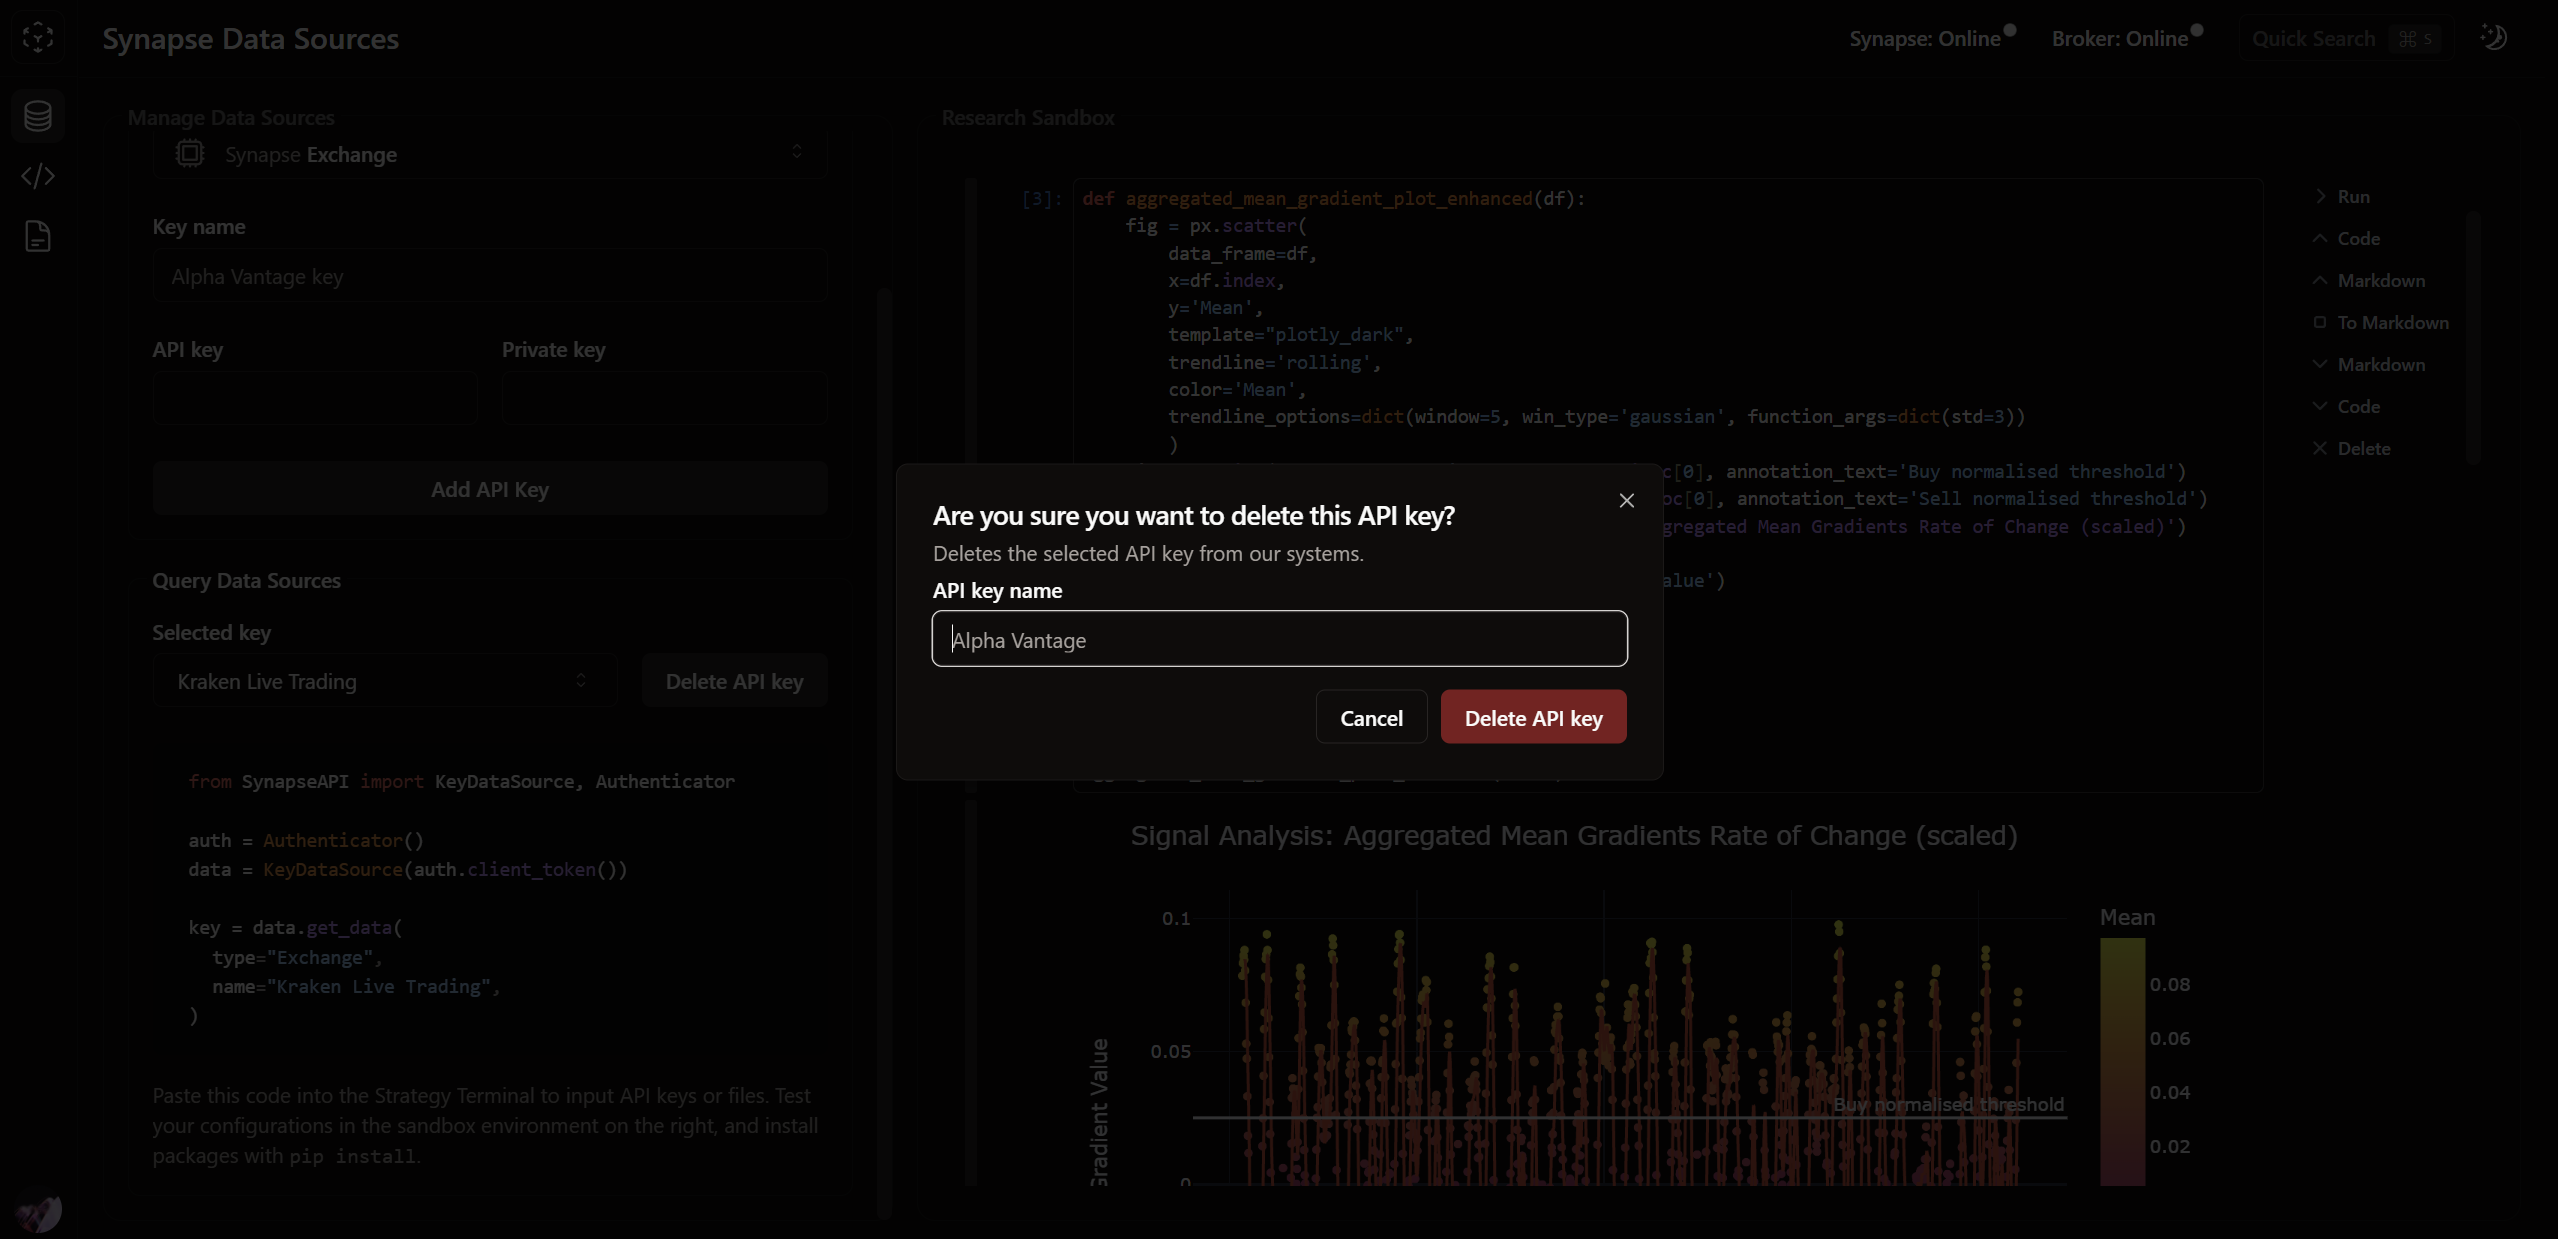 Synapse Data Sources
Synapse: Online
Broker: Online
Quick Search ⌘ S
Manage Data Sources
Synapse Exchange
Key name
Alpha Vantage key
API key
Private key
Add API Key
Query Data Sources
Selected key
Kraken Live Trading
Delete API key
from SynapseAPI import KeyDataSource, Authenticator
auth = Authenticator()
data = KeyDataSource(auth.client_token())
key = data.get_data(
type="Exchange",
name="Kraken Live Trading",
)
Paste this code into the Strategy Terminal to input API keys or files. Test
your configurations in the sandbox environment on the right, and install
packages with pip install.
Research Sandbox
[3]:
def aggregated_mean_gradient_plot_enhanced(df):
fig = px.scatter(
data_frame=df,
x=df.index,
y='Mean',
template="plotly_dark",
trendline='rolling',
color='Mean',
trendline_options=dict(window=5, win_type='gaussian', function_args=dict(std=3))
)
c[0], annotation_text='Buy normalised threshold')
oc[0], annotation_text='Sell normalised threshold')
gregated Mean Gradients Rate of Change (scaled)')
alue')
Run
Code
Markdown
To Markdown
Markdown
Code
Delete
Are you sure you want to delete this API key?
Deletes the selected API key from our systems.
API key name
Alpha Vantage
Cancel
Delete API key
Signal Analysis: Aggregated Mean Gradients Rate of Change (scaled)
0.1
0.05
0
Gradient Value
Buy normalised threshold
Mean
0.08
0.06
0.04
0.02